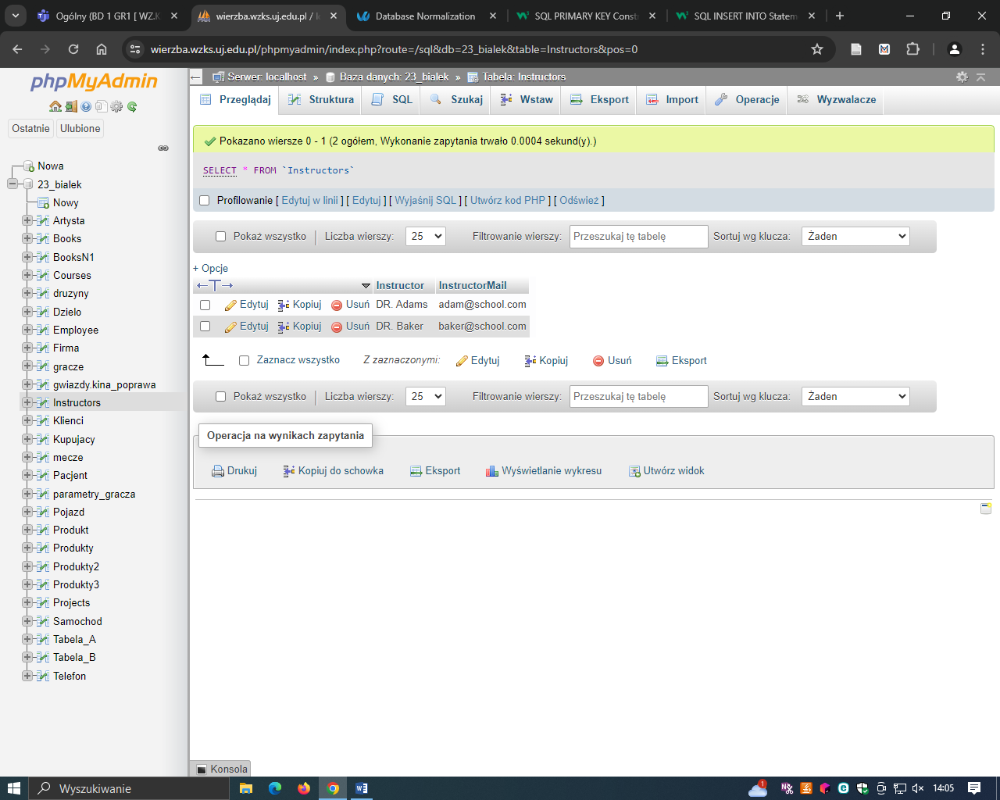 Ogólny (BD 1 GR1 [ WZ.K
wierzba.wzks.uj.edu.pl / l
Database Normalization
SQL PRIMARY KEY Const
SQL INSERT INTO Statem
wierzba.wzks.uj.edu.pl/phpmyadmin/index.php?route=/sql&db=23_bialek&table=Instructors&pos=0
phpMyAdmin
Ostatnie
Ulubione
Nowa
23_bialek
Nowy
Artysta
Books
BooksN1
Courses
druzyny
Dzielo
Employee
Firma
gracze
gwiazdy.kina_poprawa
Instructors
Klienci
Kupujacy
mecze
Pacjent
parametry_gracza
Pojazd
Produkt
Produkty
Produkty2
Produkty3
Projects
Samochod
Tabela_A
Tabela_B
Telefon
Serwer: localhost » Baza danych: 23_bialek » Tabela: Instructors
Przeglądaj Struktura SQL Szukaj Wstaw Eksport Import Operacje Wyzwalacze
Pokazano wiersze 0 - 1 (2 ogółem, Wykonanie zapytania trwało 0.0004 sekund(y).)
SELECT * FROM `Instructors`
Profilowanie [ Edytuj w linii ] [ Edytuj ] [ Wyjaśnij SQL ] [ Utwórz kod PHP ] [ Odśwież ]
Pokaż wszystko Liczba wierszy: 25 Filtrowanie wierszy: Przeszukaj tę tabelę Sortuj wg klucza: Żaden
+ Opcje
Instructor InstructorMail
Edytuj Kopiuj Usuń DR. Adams adam@school.com
Edytuj Kopiuj Usuń DR. Baker baker@school.com
Zaznacz wszystko Z zaznaczonymi: Edytuj Kopiuj Usuń Eksport
Pokaż wszystko Liczba wierszy: 25 Filtrowanie wierszy: Przeszukaj tę tabelę Sortuj wg klucza: Żaden
Operacja na wynikach zapytania
Drukuj Kopiuj do schowka Eksport Wyświetlanie wykresu Utwórz widok
Konsola
Wyszukiwanie
1
14:05